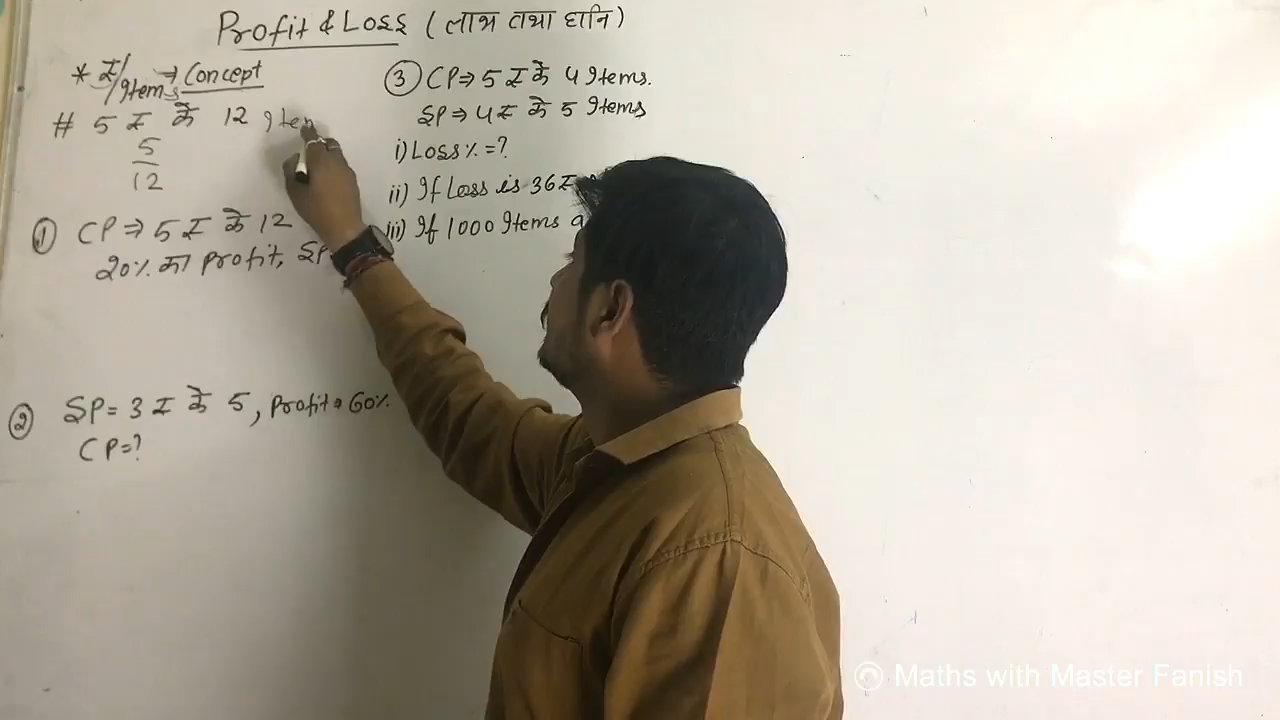 Profit & Loss (लाभ तथा हानि)
* ₹/Items → Concept
# 5 ₹ के 12 Item
5
12
① CP ⇒ 5 ₹ के 12
20% का Profit, SP
② SP = 3 ₹ के 5, Profit = 60%.
CP = ?
③ CP ⇒ 5 ₹ के 4 Items.
SP ⇒ 4 ₹ के 5 Items
i) Loss % = ?
ii) If Loss is 36 ₹
iii) If 1000 Items
Maths with Master Fanish